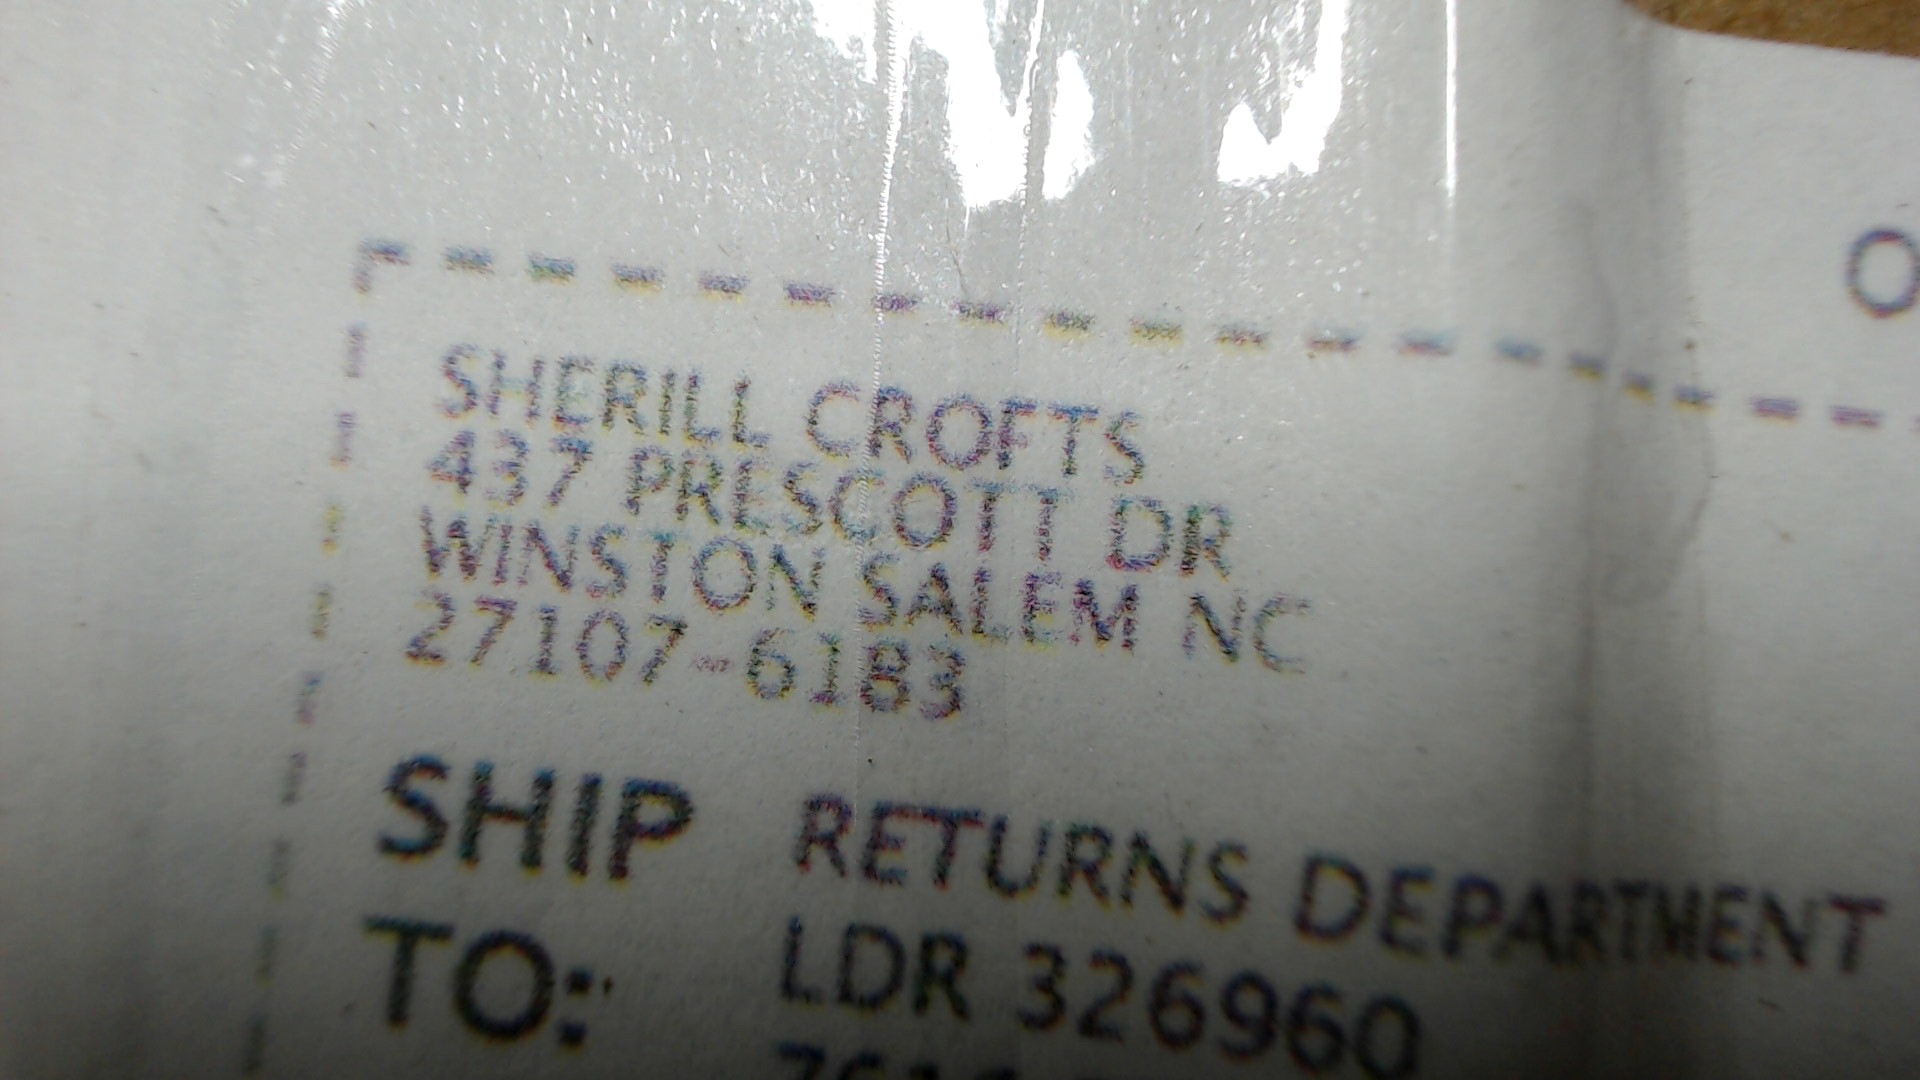 SHERILL CROFTS
437 PRESCOTT DR
WINSTON SALEM NC
27107-6183
SHIP TO:
RETURNS DEPARTMENT
LDR 326960